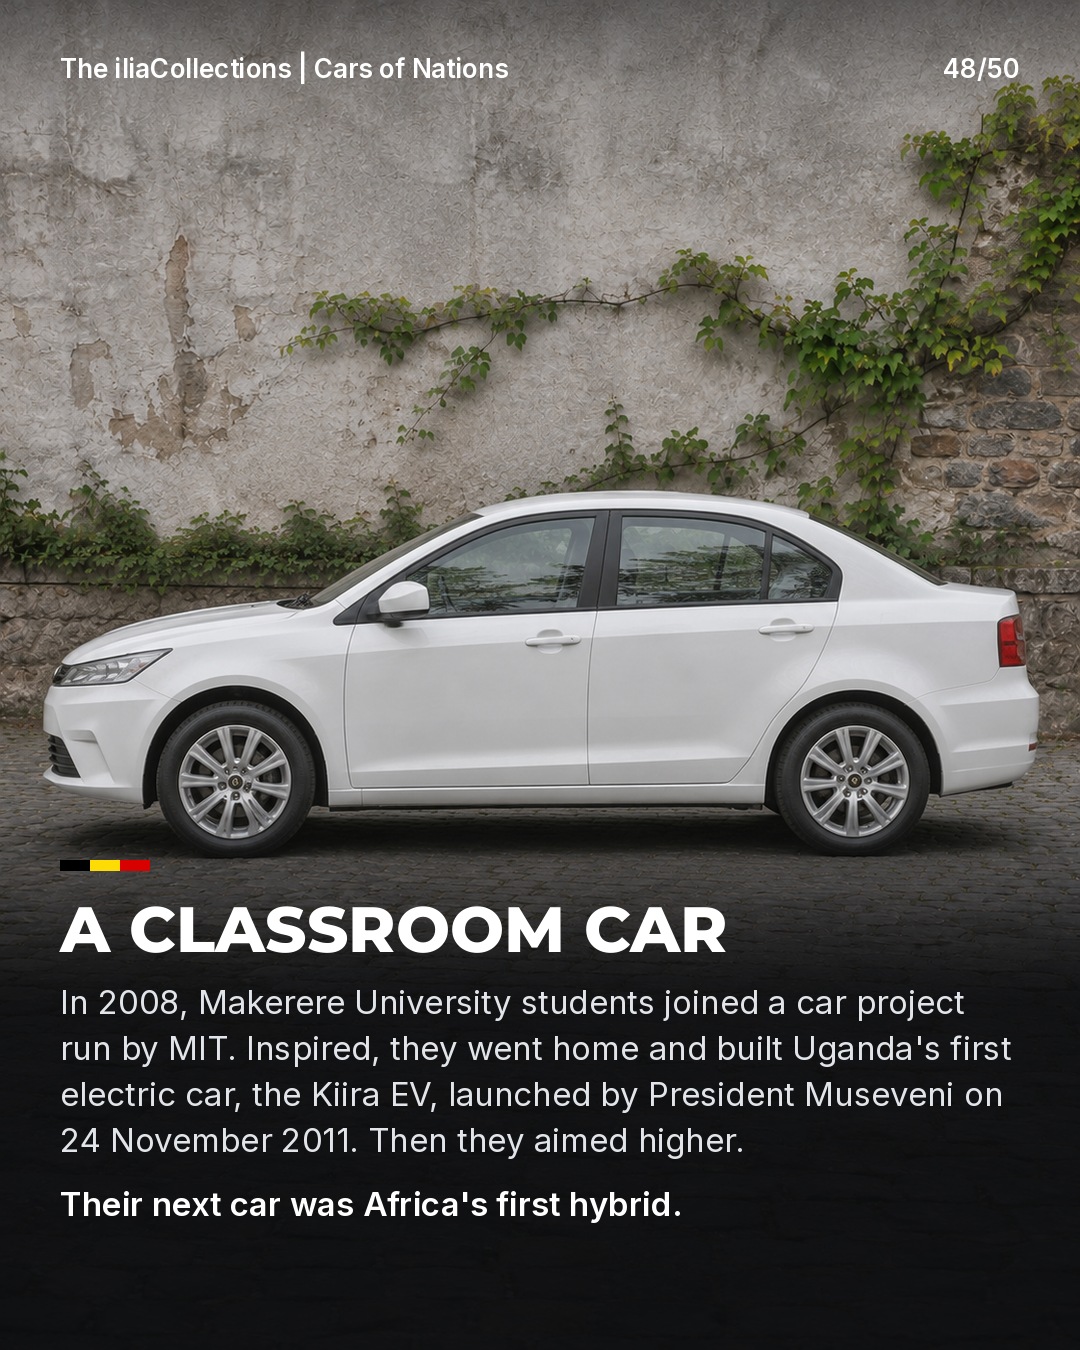 The iliaCollections | Cars of Nations
48/50
A CLASSROOM CAR
In 2008, Makerere University students joined a car project
run by MIT. Inspired, they went home and built Uganda's first
electric car, the Kiira EV, launched by President Museveni on
24 November 2011. Then they aimed higher.
Their next car was Africa's first hybrid.